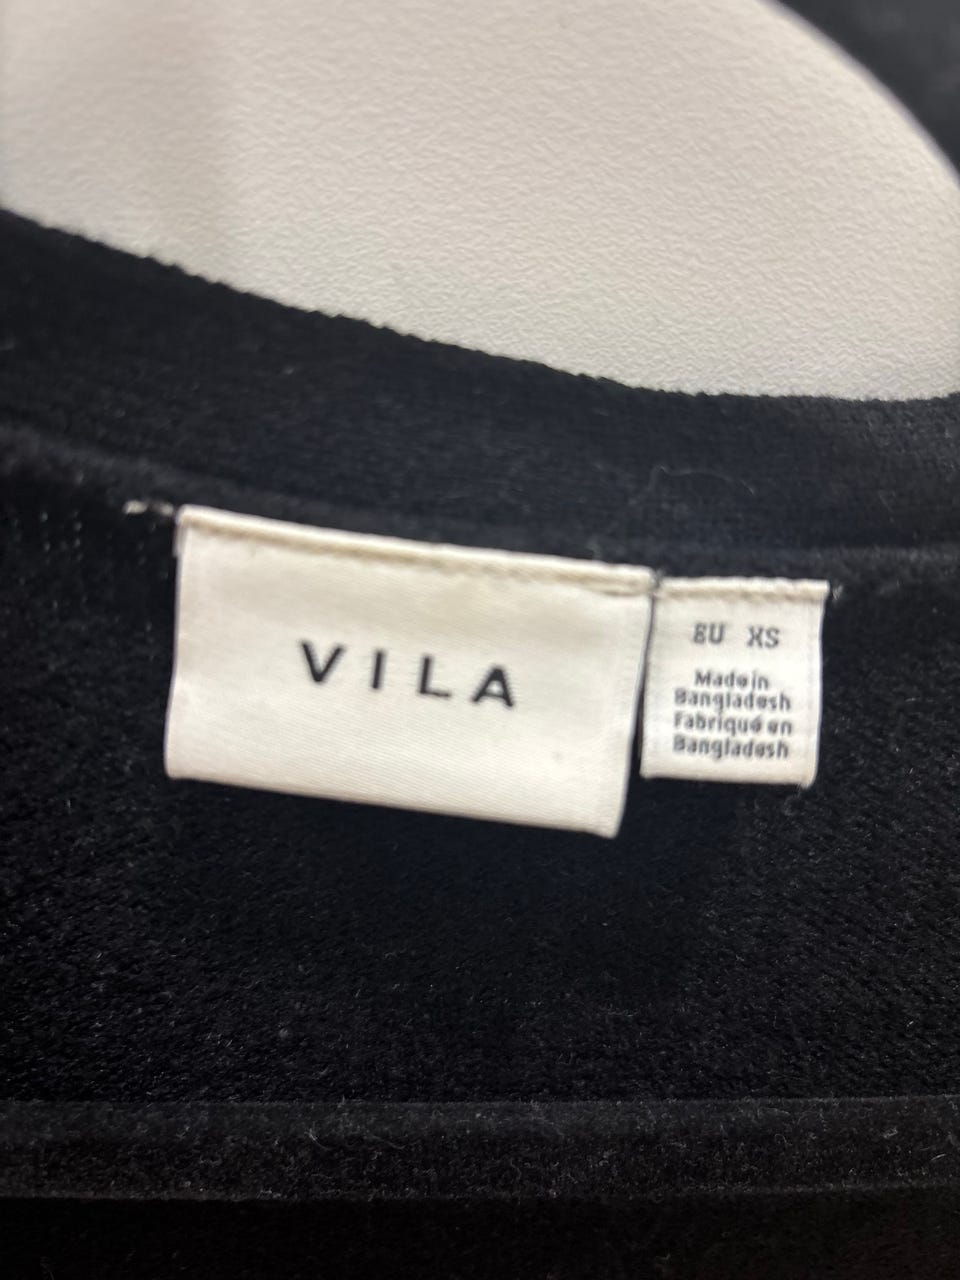 VILA
EU XS
Made in
Bangladesh
Fabriqué en
Bangladesh